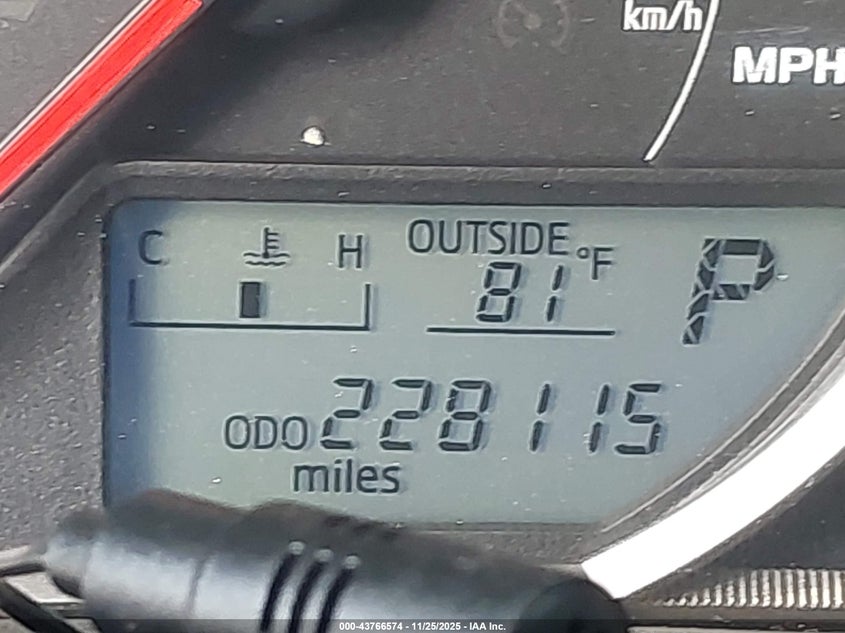 km/h
MPH
C H OUTSIDE
81 °F P
ODO 228115
miles
000-43766574 - 11/25/2025 - IAA Inc.